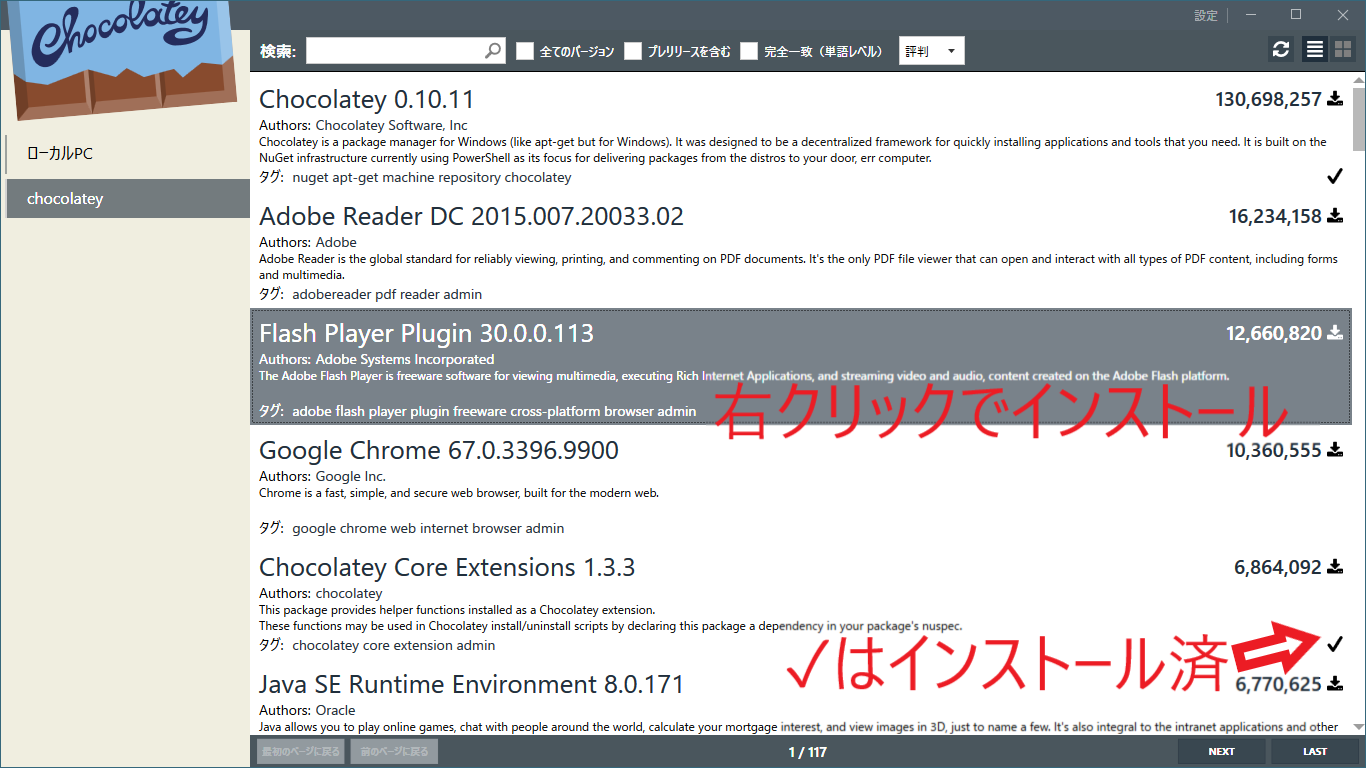 Chocolatey
設定
検索:
全てのバージョン
プレリリースを含む
完全一致（単語レベル）
評判
ローカルPC
chocolatey
Chocolatey 0.10.11
130,698,257
Authors: Chocolatey Software, Inc
Chocolatey is a package manager for Windows (like apt-get but for Windows). It was designed to be a decentralized framework for quickly installing applications and tools that you need. It is built on the
NuGet infrastructure currently using PowerShell as its focus for delivering packages from the distros to your door, err computer.
タグ: nuget apt-get machine repository chocolatey
Adobe Reader DC 2015.007.20033.02
16,234,158
Authors: Adobe
Adobe Reader is the global standard for reliably viewing, printing, and commenting on PDF documents. It's the only PDF file viewer that can open and interact with all types of PDF content, including forms
and multimedia.
タグ: adobereader pdf reader admin
Flash Player Plugin 30.0.0.113
12,660,820
Authors: Adobe Systems Incorporated
The Adobe Flash Player is freeware software for viewing multimedia, executing Rich Internet Applications, and streaming video and audio, content created on the Adobe Flash platform.
タグ: adobe flash player plugin freeware cross-platform browser admin
右クリックでインストール
Google Chrome 67.0.3396.9900
10,360,555
Authors: Google Inc.
Chrome is a fast, simple, and secure web browser, built for the modern web.
タグ: google chrome web internet browser admin
Chocolatey Core Extensions 1.3.3
6,864,092
Authors: chocolatey
This package provides helper functions installed as a Chocolatey extension.
These functions may be used in Chocolatey install/uninstall scripts by declaring this package a dependency in your package's nuspec.
タグ: chocolatey core extension admin
✓はインストール済
Java SE Runtime Environment 8.0.171
6,770,625
Authors: Oracle
Java allows you to play online games, chat with people around the world, calculate your mortgage interest, and view images in 3D, just to name a few. It's also integral to the intranet applications and other
最初のページに戻る
前のページに戻る
1 / 117
NEXT
LAST